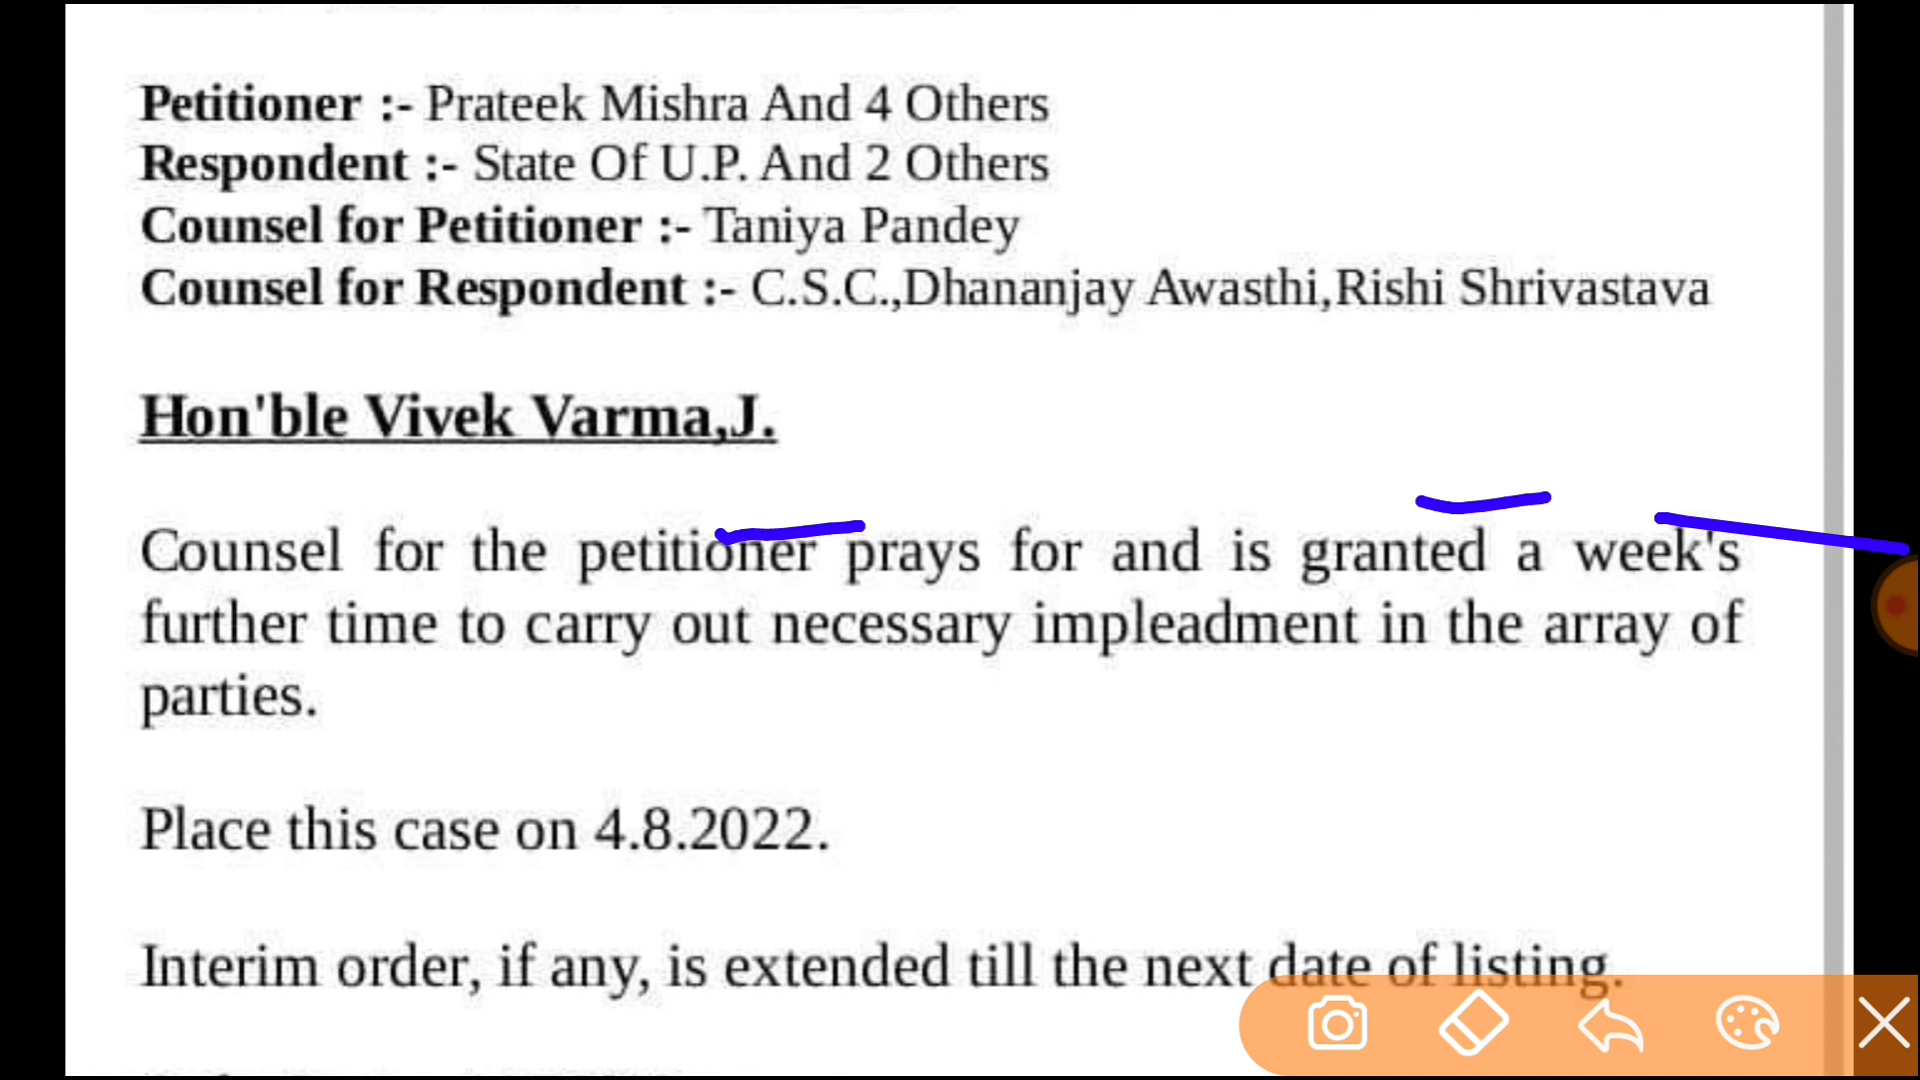 Petitioner :- Prateek Mishra And 4 Others
Respondent :- State Of U.P. And 2 Others
Counsel for Petitioner :- Taniya Pandey
Counsel for Respondent :- C.S.C.,Dhananjay Awasthi,Rishi Shrivastava
Hon'ble Vivek Varma,J.
Counsel for the petitioner prays for and is granted a week's
further time to carry out necessary impleadment in the array of
parties.
Place this case on 4.8.2022.
Interim order, if any, is extended till the next date of listing.